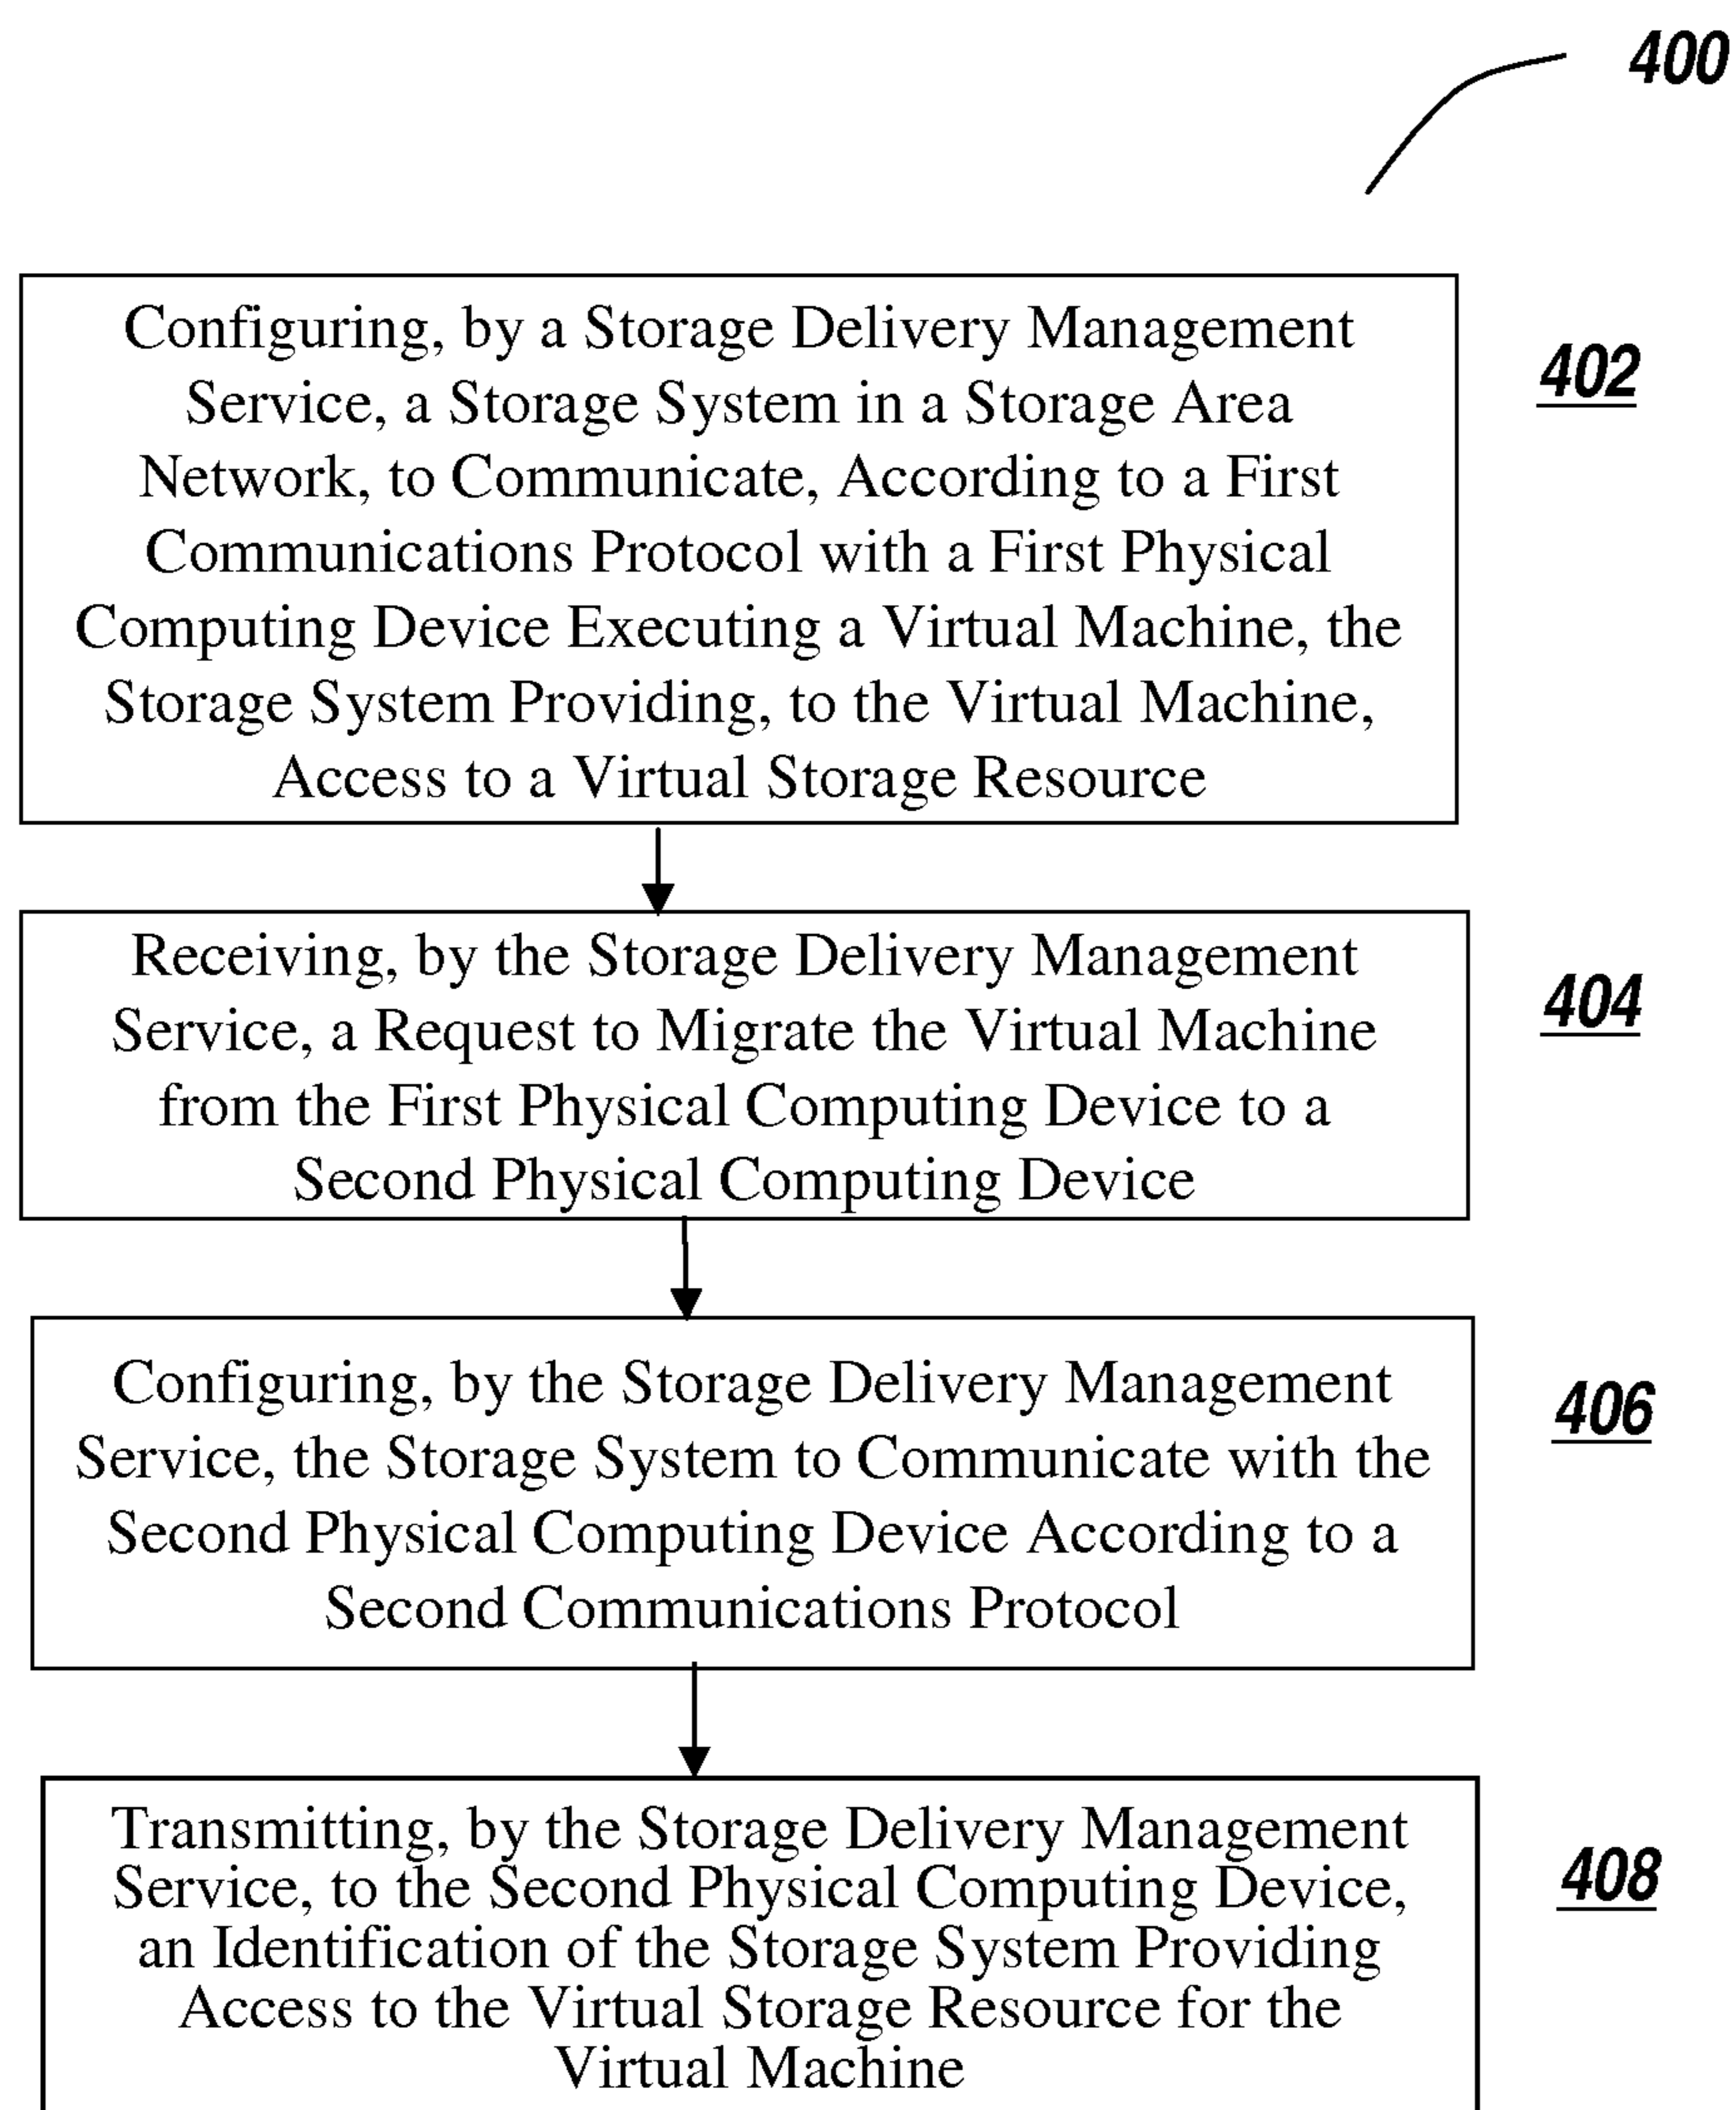 400
Configuring, by a Storage Delivery Management
Service, a Storage System in a Storage Area
Network, to Communicate, According to a First
Communications Protocol with a First Physical
Computing Device Executing a Virtual Machine, the
Storage System Providing, to the Virtual Machine,
Access to a Virtual Storage Resource
402
Receiving, by the Storage Delivery Management
Service, a Request to Migrate the Virtual Machine
from the First Physical Computing Device to a
Second Physical Computing Device
404
Configuring, by the Storage Delivery Management
Service, the Storage System to Communicate with the
Second Physical Computing Device According to a
Second Communications Protocol
406
Transmitting, by the Storage Delivery Management
Service, to the Second Physical Computing Device,
an Identification of the Storage System Providing
Access to the Virtual Storage Resource for the
Virtual Machine
408